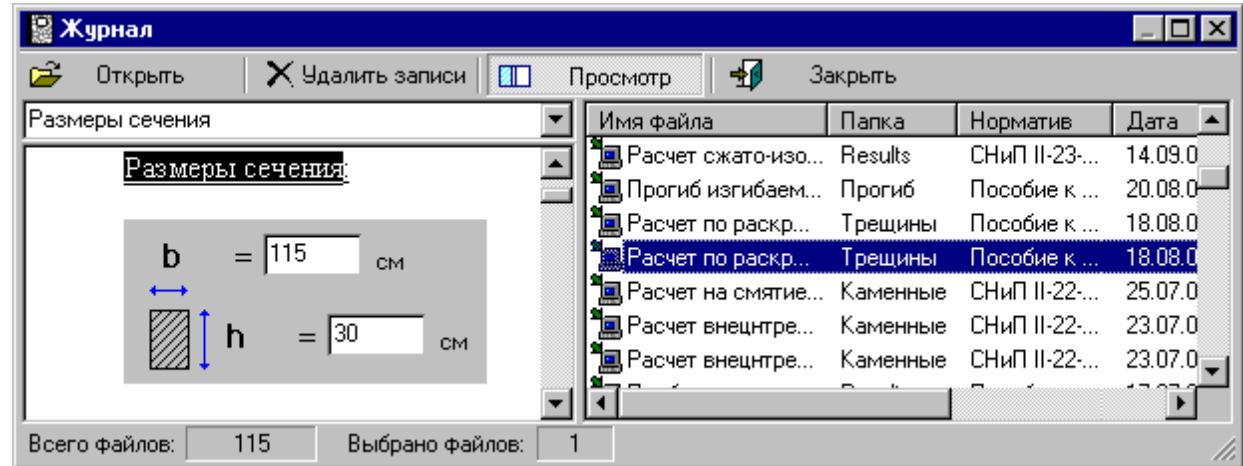 Журнал
Открыть Удалить записи Просмотр Закрыть
Размеры сечения
Размеры сечения:
b = 115 см
h = 30 см
Имя файла Папка Норматив Дата
Расчет сжато-изо... Results СНиП II-23-... 14.09.0
Прогиб изгибаем... Прогиб Пособие к ... 20.08.0
Расчет по раскр... Трещины Пособие к ... 18.08.0
Расчет по раскр... Трещины Пособие к ... 18.08.0
Расчет на смятие... Каменные СНиП II-22-... 25.07.0
Расчет внецнтре... Каменные СНиП II-22-... 23.07.0
Расчет внецнтре... Каменные СНиП II-22-... 23.07.0
Всего файлов: 115 Выбрано файлов: 1